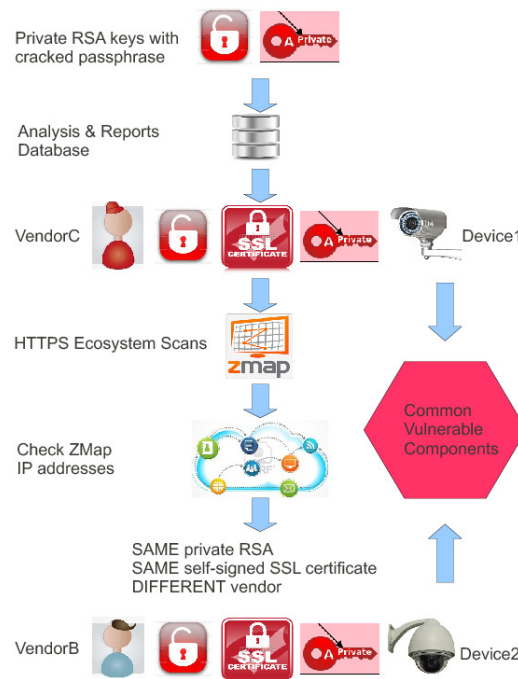 Private RSA keys with
cracked passphrase
A Private
Analysis & Reports
Database
VendorC
SSL
CERTIFICATE
A Private
Device1
HTTPS Ecosystem Scans
zmap
Common
Vulnerable
Components
Check ZMap
IP addresses
SAME private RSA
SAME self-signed SSL certificate
DIFFERENT vendor
VendorB
SSL
CERTIFICATE
A Private
Device2